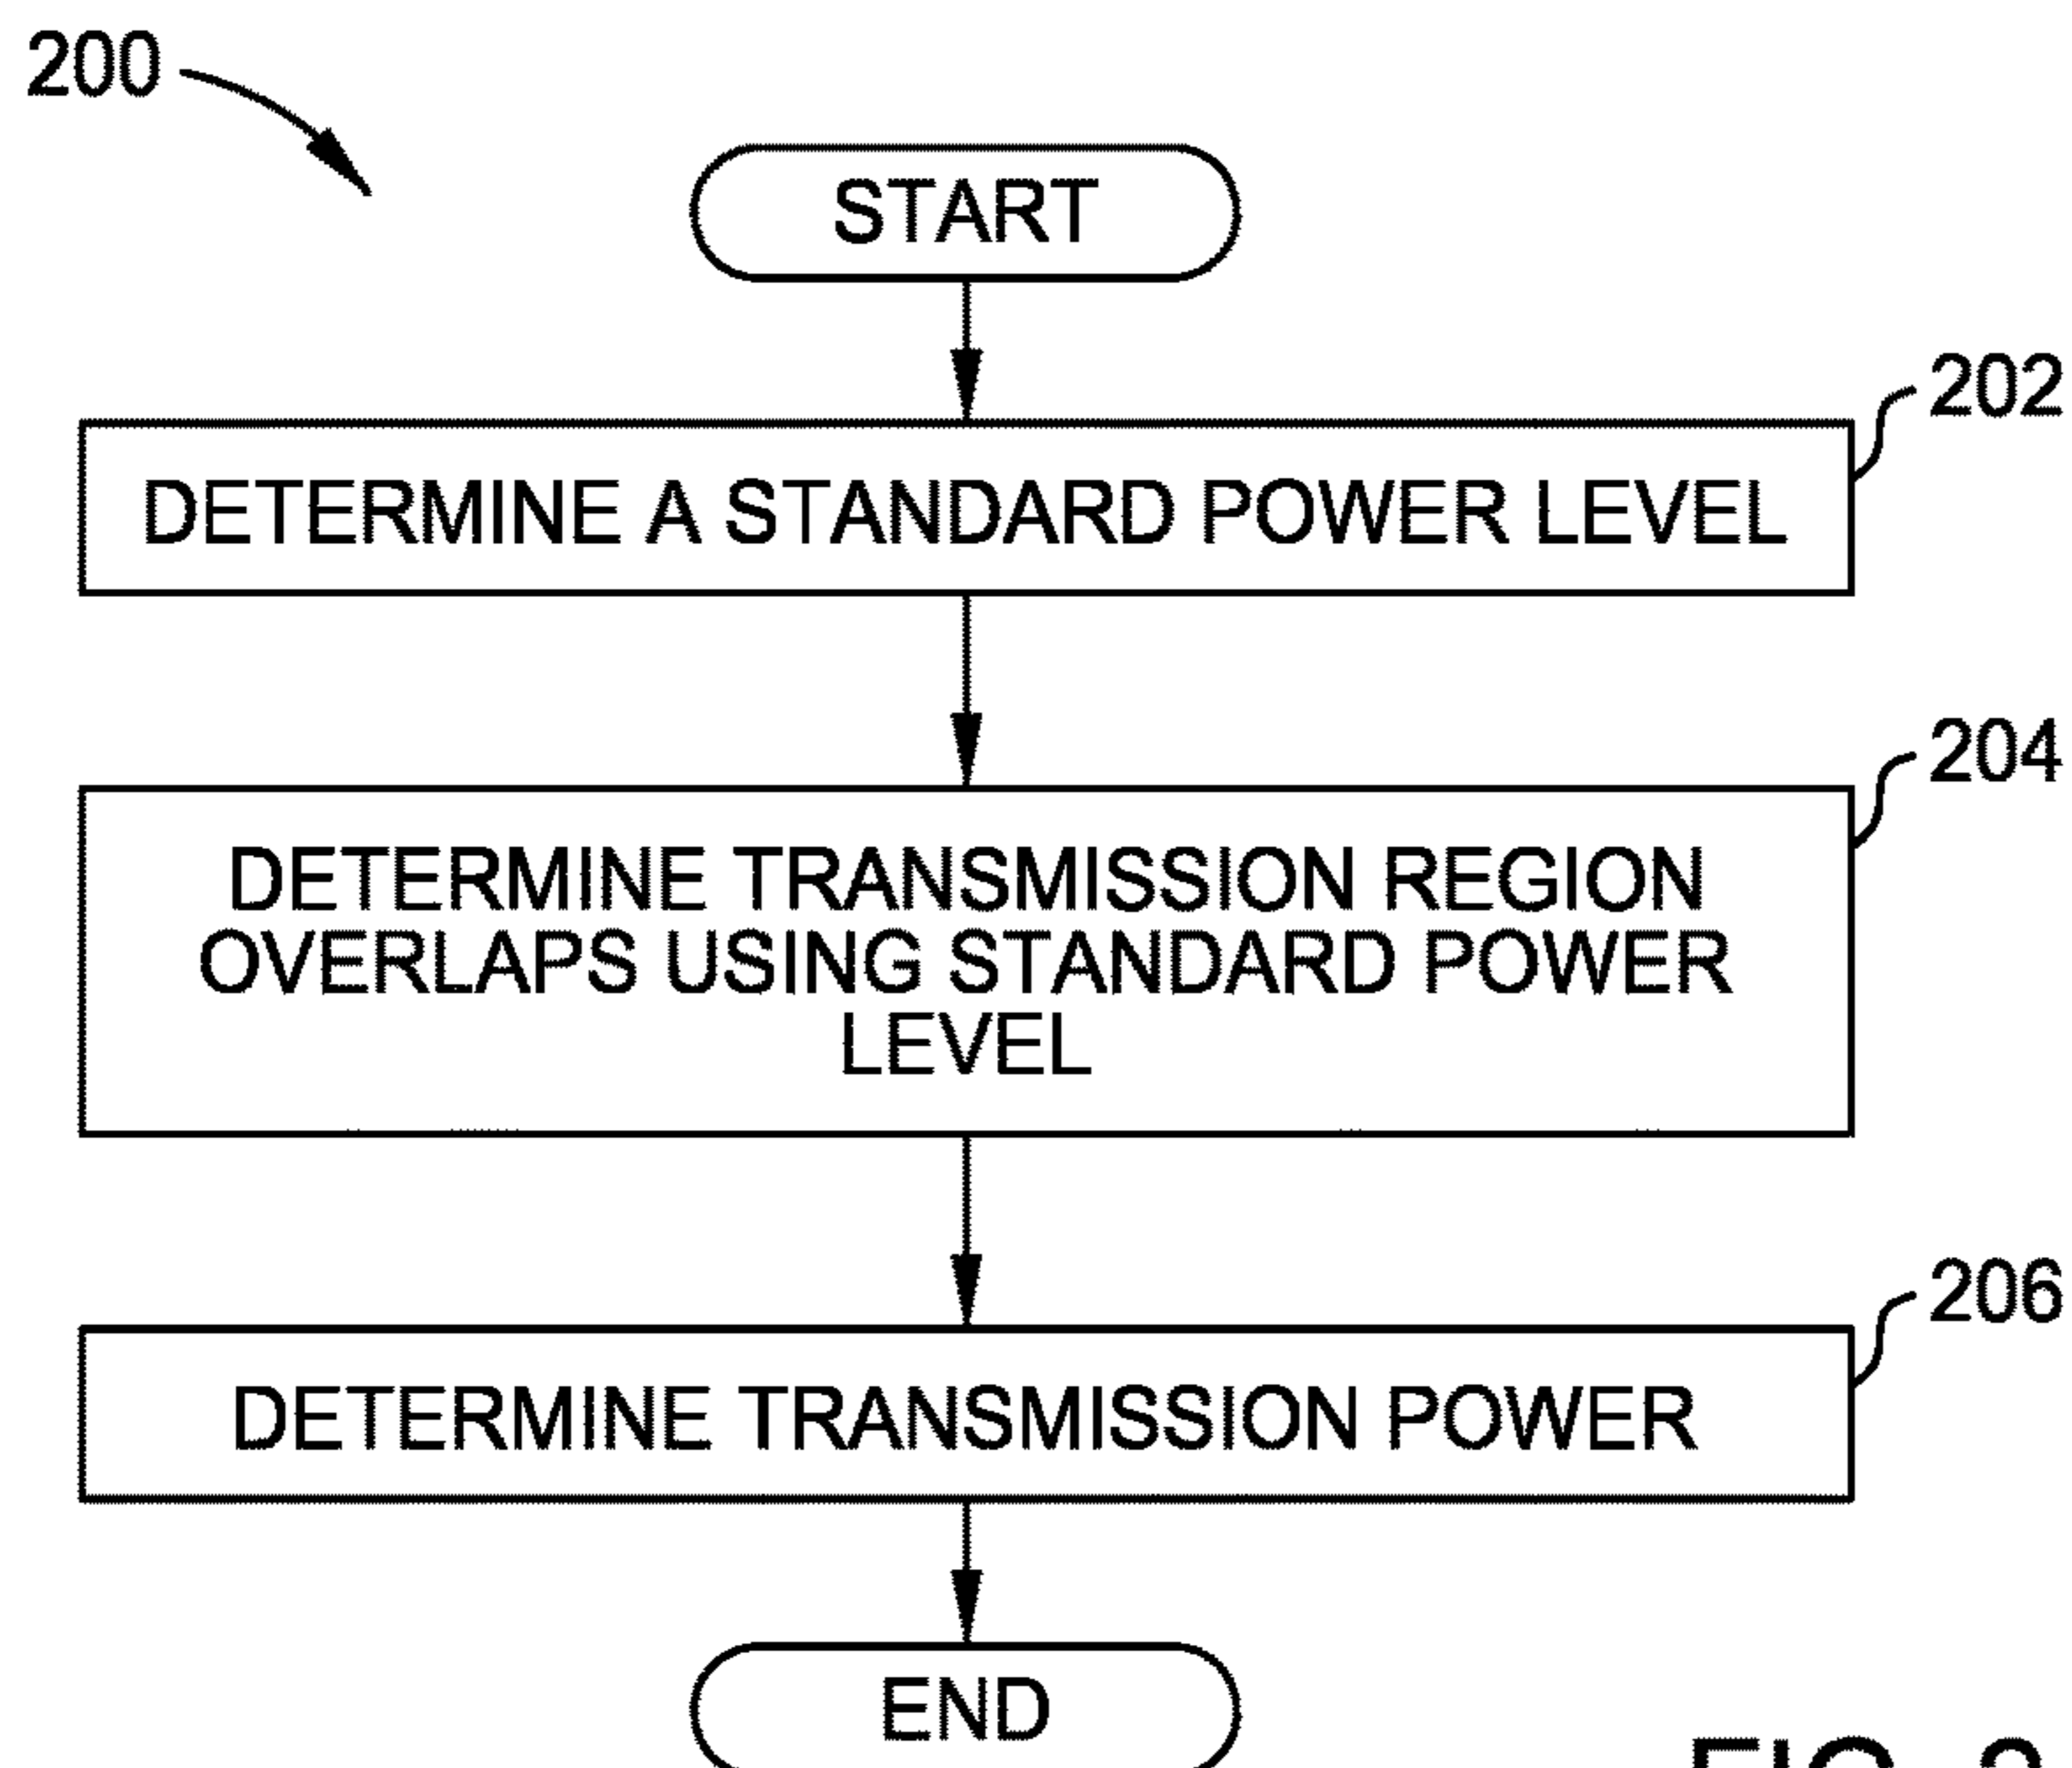 200
START
202
DETERMINE A STANDARD POWER LEVEL
204
DETERMINE TRANSMISSION REGION
OVERLAPS USING STANDARD POWER
LEVEL
206
DETERMINE TRANSMISSION POWER
END
FIG.